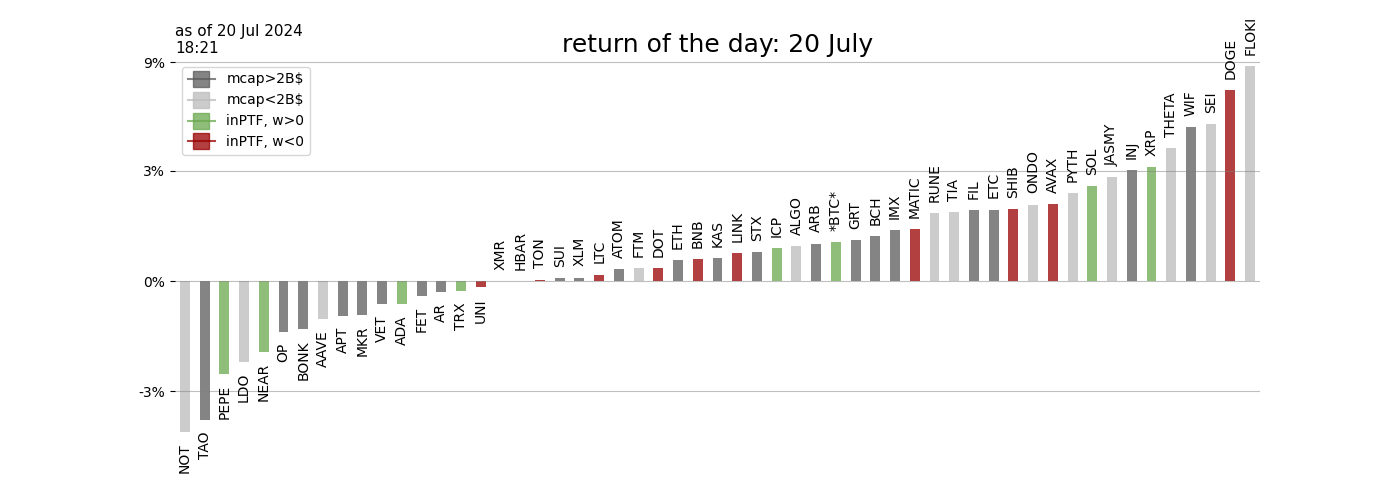 as of 20 Jul 2024
18:21
return of the day: 20 July
9%
3%
0%
-3%
mcap>2B$
mcap<2B$
inPTF, w>0
inPTF, w<0
NOT
TAO
PEPE
LDO
NEAR
OP
BONK
AAVE
APT
MKR
VET
ADA
FET
AR
TRX
UNI
XMR
HBAR
TON
SUI
XLM
LTC
ATOM
FTM
DOT
ETH
BNB
KAS
LINK
STX
ICP
ALGO
ARB
*BTC*
GRT
BCH
IMX
MATIC
RUNE
TIA
FIL
ETC
SHIB
ONDO
AVAX
PYTH
SOL
JASMY
INJ
XRP
THETA
WIF
SEI
DOGE
FLOKI